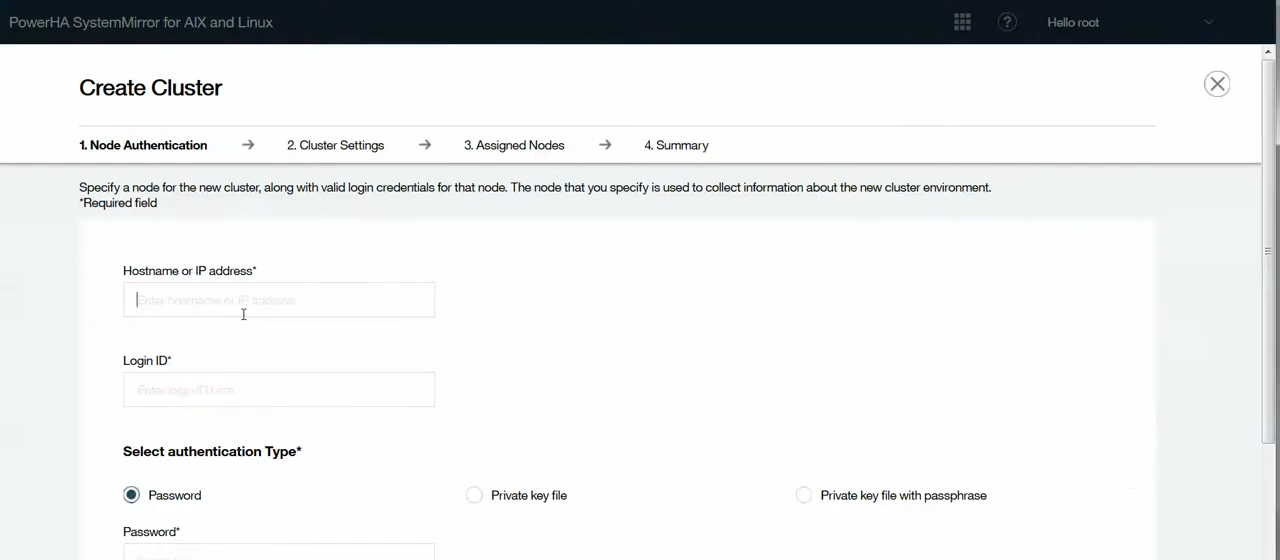 PowerHA SystemMirror for AIX and Linux
? Hello root
Create Cluster
1. Node Authentication → 2. Cluster Settings → 3. Assigned Nodes → 4. Summary
Specify a node for the new cluster, along with valid login credentials for that node. The node that you specify is used to collect information about the new cluster environment.
*Required field
Hostname or IP address*
Enter hostname or IP address
Login ID*
Enter login ID here
Select authentication Type*
Password Private key file Private key file with passphrase
Password*